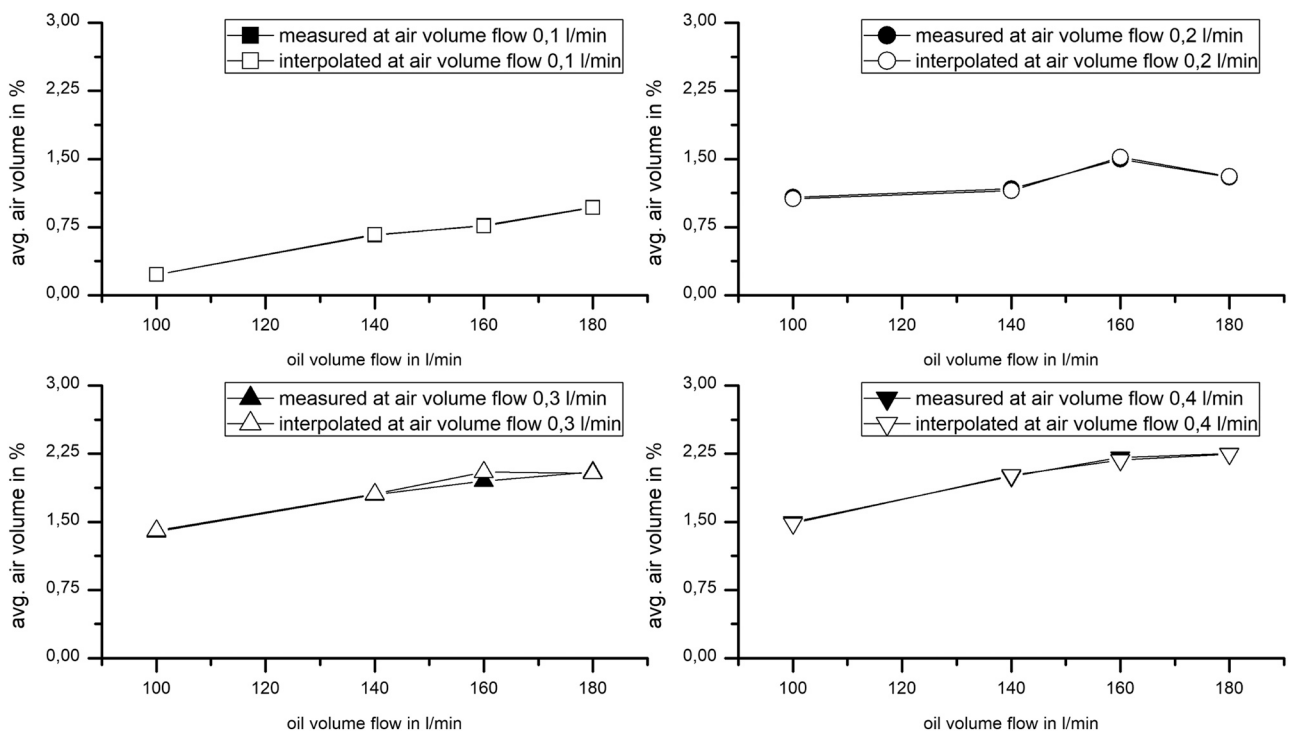 3,00
2,25
1,50
0,75
0,00
avg. air volume in %
measured at air volume flow 0,1 l/min
interpolated at air volume flow 0,1 l/min
100 120 140 160 180
oil volume flow in l/min
3,00
2,25
1,50
0,75
0,00
avg. air volume in %
measured at air volume flow 0,2 l/min
interpolated at air volume flow 0,2 l/min
100 120 140 160 180
oil volume flow in l/min
3,00
2,25
1,50
0,75
0,00
avg. air volume in %
measured at air volume flow 0,3 l/min
interpolated at air volume flow 0,3 l/min
100 120 140 160 180
oil volume flow in l/min
3,00
2,25
1,50
0,75
0,00
avg. air volume in %
measured at air volume flow 0,4 l/min
interpolated at air volume flow 0,4 l/min
100 120 140 160 180
oil volume flow in l/min